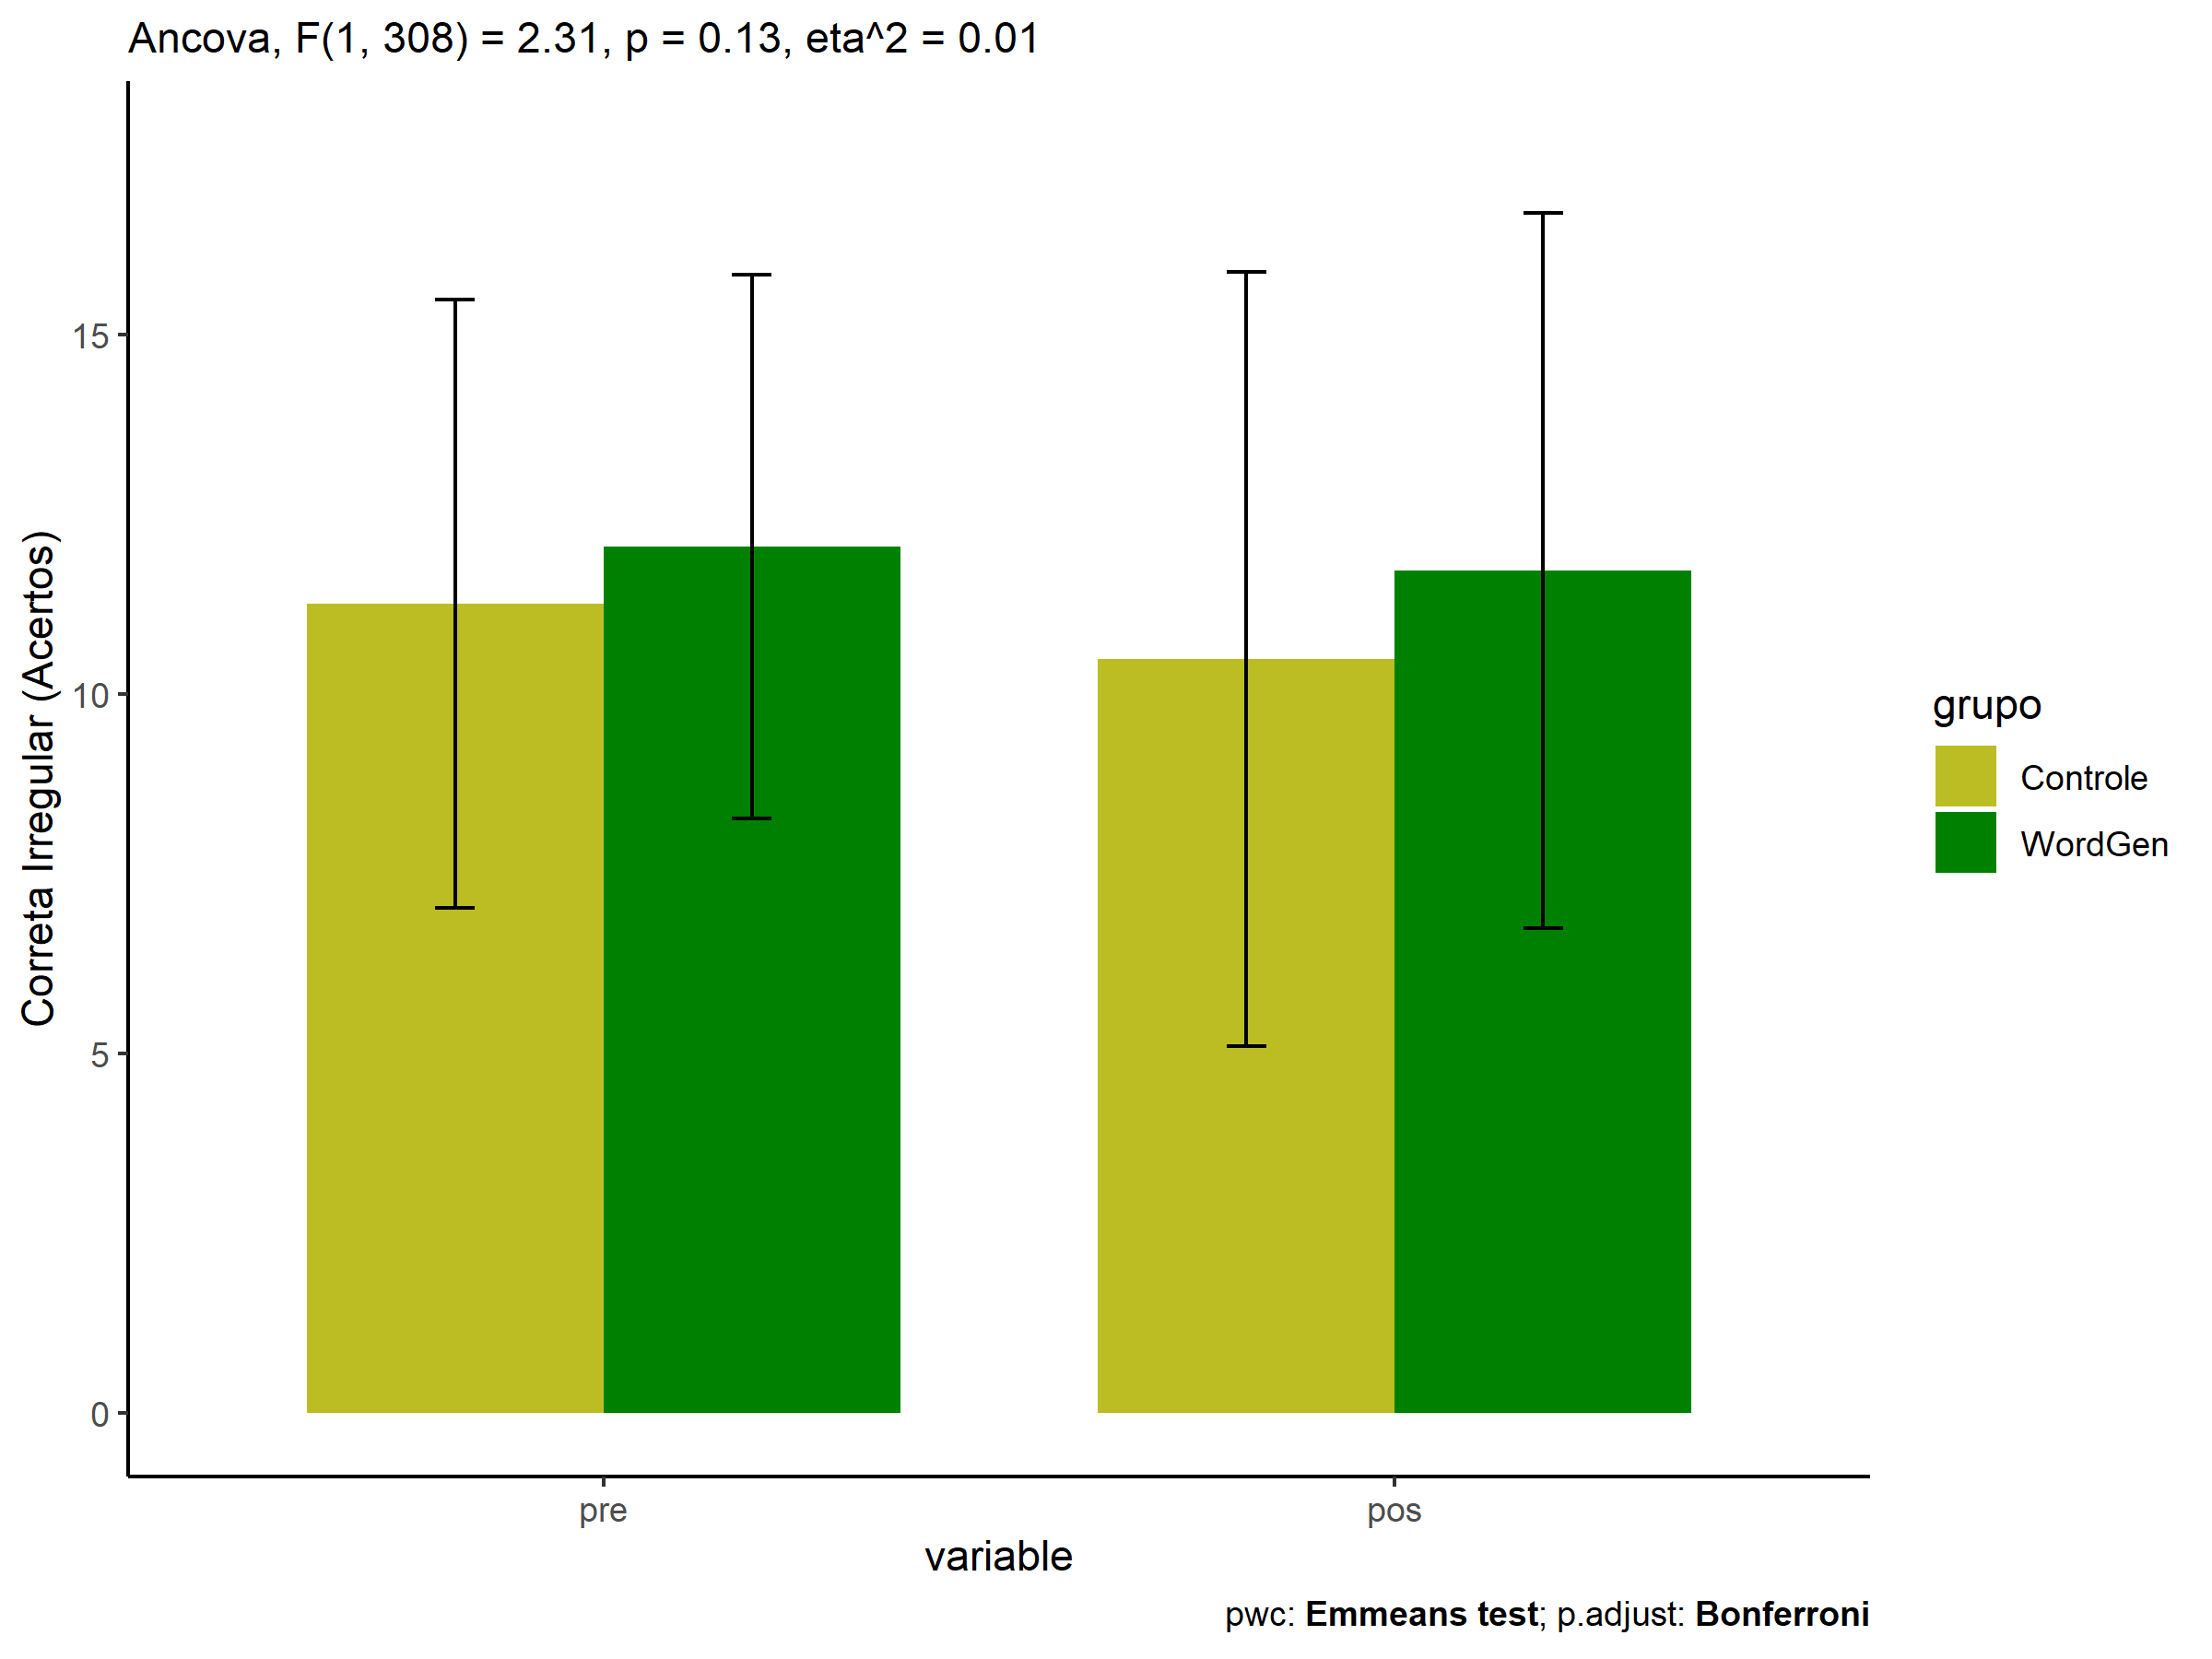 Ancova, F(1, 308) = 2.31, p = 0.13, eta^2 = 0.01
Correta Irregular (Acertos)
15
10
5
0
pre
pos
variable
grupo
Controle
WordGen
pwc: Emmeans test; p.adjust: Bonferroni